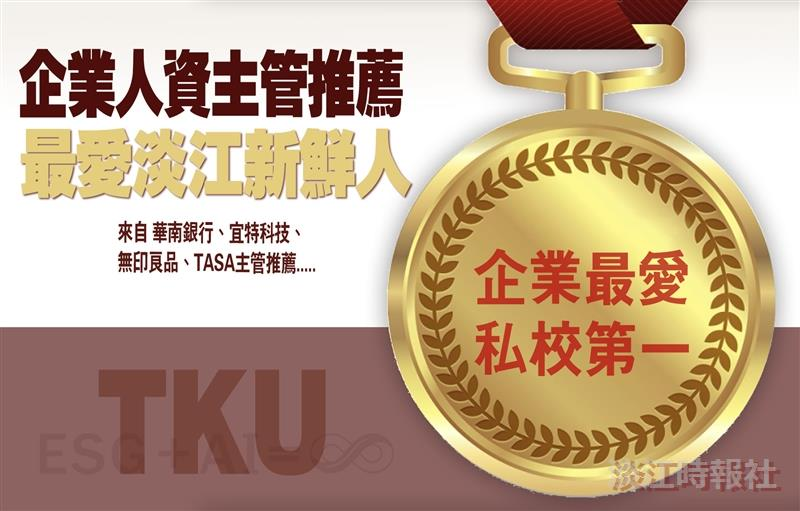 企業人資主管推薦
最愛淡江新鮮人
來自 華南銀行、宜特科技、
無印良品、TASA主管推薦.....
企業最愛
私校第一
TKU
ESG+AI=∞
淡江時報社